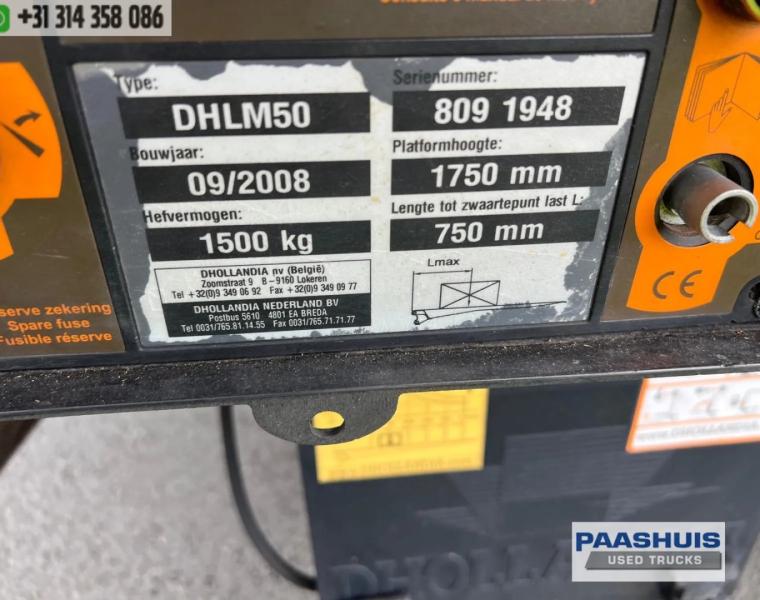 +31 314 358 086
Type:
DHLM50
Serienummer:
809 1948
Bouwjaar:
09/2008
Platformhoogte:
1750 mm
Hefvermogen:
1500 kg
Lengte tot zwaartepunt last L:
750 mm
DHOLLANDIA nv (België)
Zoomstraat 9 B-9160 Lokeren
Tel +32(0)9 349 06 92 Fax +32(0)9 349 09 77
DHOLLANDIA NEDERLAND BV
Postbus 5610 4801 EA BREDA
Tel 0031/765.81.14.55 Fax 0031/765.71.71.77
Lmax
serve zekering
Spare fuse
Fusible réserve
CE
PAASHUIS
USED TRUCKS